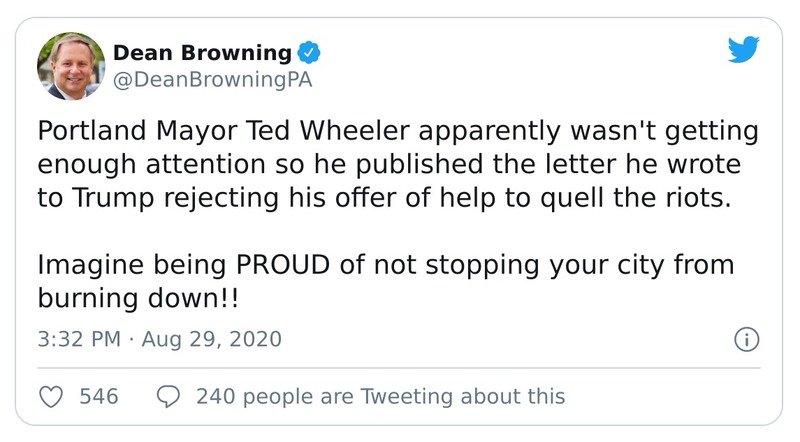 Dean Browning
@DeanBrowningPA
Portland Mayor Ted Wheeler apparently wasn't getting
enough attention so he published the letter he wrote
to Trump rejecting his offer of help to quell the riots.
Imagine being PROUD of not stopping your city from
burning down!!
3:32 PM · Aug 29, 2020
546 240 people are Tweeting about this